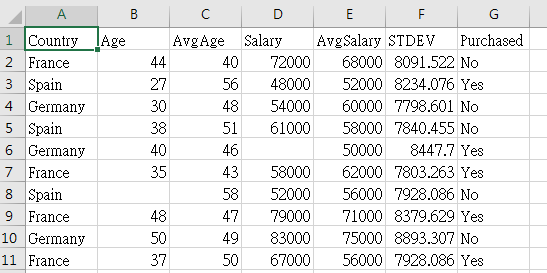 A B C D E F G
1 Country Age AvgAge Salary AvgSalary STDEV Purchased
2 France 44 40 72000 68000 8091.522 No
3 Spain 27 56 48000 52000 8234.076 Yes
4 Germany 30 48 54000 60000 7798.601 No
5 Spain 38 51 61000 58000 7840.455 No
6 Germany 40 46 50000 8447.7 Yes
7 France 35 43 58000 62000 7803.263 Yes
8 Spain 58 52000 56000 7928.086 No
9 France 48 47 79000 71000 8379.629 Yes
10 Germany 50 49 83000 75000 8893.307 No
11 France 37 50 67000 56000 7928.086 Yes